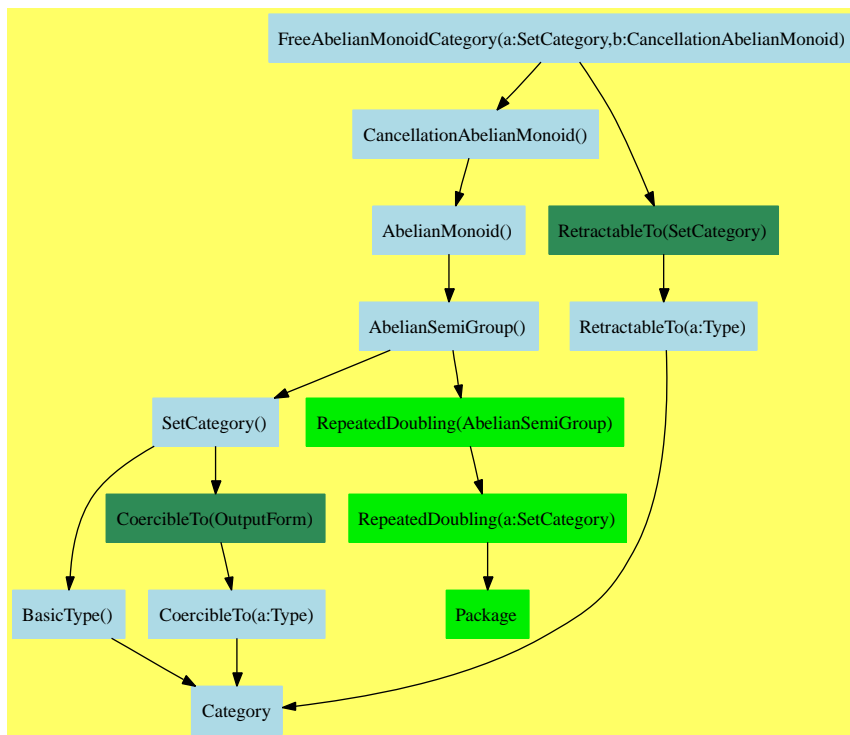 FreeAbelianMonoidCategory(a:SetCategory,b:CancellationAbelianMonoid)
CancellationAbelianMonoid()
AbelianMonoid()
RetractableTo(SetCategory)
AbelianSemiGroup()
RetractableTo(a:Type)
SetCategory()
RepeatedDoubling(AbelianSemiGroup)
CoercibleTo(OutputForm)
RepeatedDoubling(a:SetCategory)
BasicType()
CoercibleTo(a:Type)
Package
Category